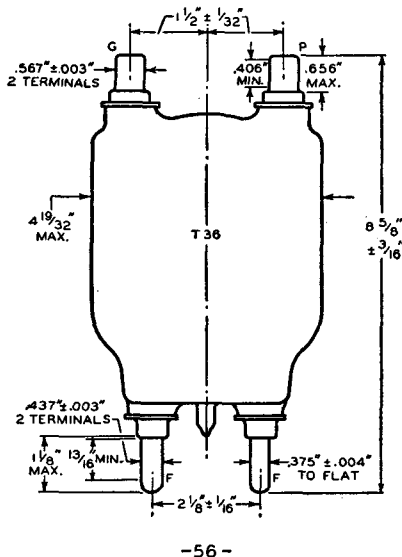 1 1/2" ± 1/32"
G
P
.567" ±.003"
2 TERMINALS
.406"
MIN.
.656"
MAX.
4 19/32"
MAX.
T 36
8 5/8"
± 3/16"
.437" ±.003"
2 TERMINALS
1 1/8"
MAX.
13/16" MIN.
F
F
.375" ±.004"
TO FLAT
2 1/8" ± 1/16"
-56-